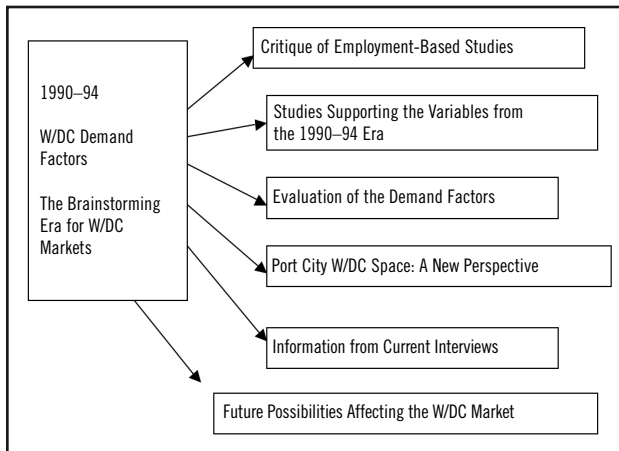 1990–94
W/DC Demand
Factors
The Brainstorming
Era for W/DC
Markets
Critique of Employment-Based Studies
Studies Supporting the Variables from
the 1990–94 Era
Evaluation of the Demand Factors
Port City W/DC Space: A New Perspective
Information from Current Interviews
Future Possibilities Affecting the W/DC Market